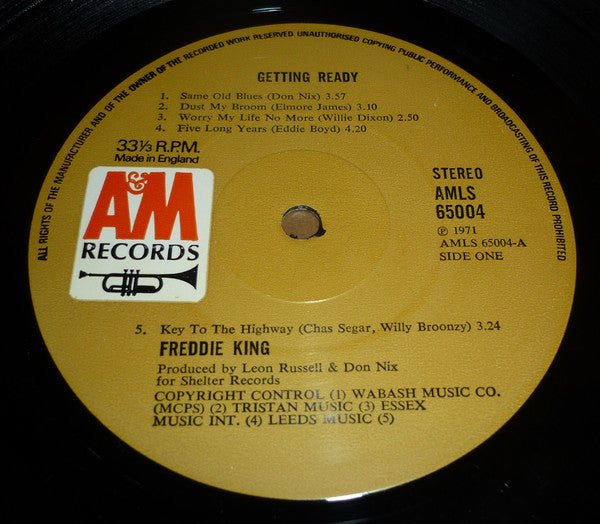 ALL RIGHTS OF THE MANUFACTURER AND OF THE OWNER OF THE RECORDED WORK RESERVED. UNAUTHORISED COPYING PUBLIC PERFORMANCE AND BROADCASTING OF THIS RECORD PROHIBITED
GETTING READY
1. Same Old Blues (Don Nix) 3.57
2. Dust My Broom (Elmore James) 3.10
3. Worry My Life No More (Willie Dixon) 2.50
4. Five Long Years (Eddie Boyd) 4.20
33⅓ R.P.M.
Made in England
A&M
RECORDS
STEREO
AMLS
65004
℗ 1971
AMLS 65004-A
SIDE ONE
5. Key To The Highway (Chas Segar, Willy Broonzy) 3.24
FREDDIE KING
Produced by Leon Russell & Don Nix
for Shelter Records
COPYRIGHT CONTROL (1) WABASH MUSIC CO.
(MCPS) (2) TRISTAN MUSIC (3) ESSEX
MUSIC INT. (4) LEEDS MUSIC (5)